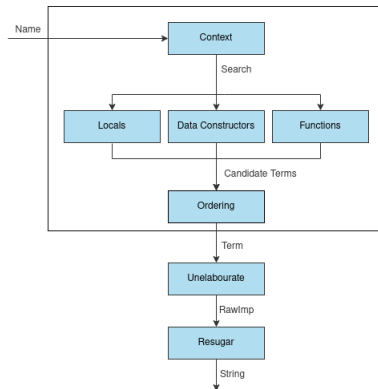 Name
Context
Search
Locals
Data Constructors
Functions
Candidate Terms
Ordering
Term
Unelabourate
RawImp
Resugar
String